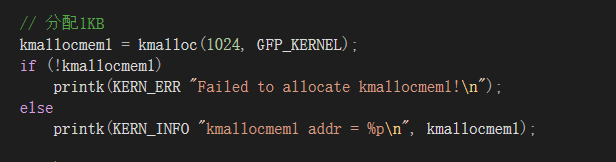 // 分配1KB
kmallocmem1 = kmalloc(1024, GFP_KERNEL);
if (!kmallocmem1)
printk(KERN_ERR "Failed to allocate kmallocmem1!\n");
else
printk(KERN_INFO "kmallocmem1 addr = %p\n", kmallocmem1);